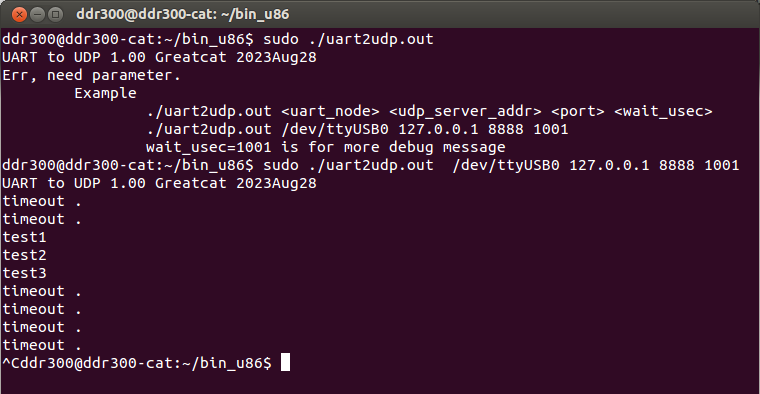 ddr300@ddr300-cat: ~/bin_u86
ddr300@ddr300-cat:~/bin_u86$ sudo ./uart2udp.out
UART to UDP 1.00 Greatcat 2023Aug28
Err, need parameter.
        Example
                ./uart2udp.out <uart_node> <udp_server_addr> <port> <wait_usec>
                ./uart2udp.out /dev/ttyUSB0 127.0.0.1 8888 1001
                wait_usec=1001 is for more debug message
ddr300@ddr300-cat:~/bin_u86$ sudo ./uart2udp.out  /dev/ttyUSB0 127.0.0.1 8888 1001
UART to UDP 1.00 Greatcat 2023Aug28
timeout .
timeout .
test1
test2
test3
timeout .
timeout .
timeout .
timeout .
^Cddr300@ddr300-cat:~/bin_u86$